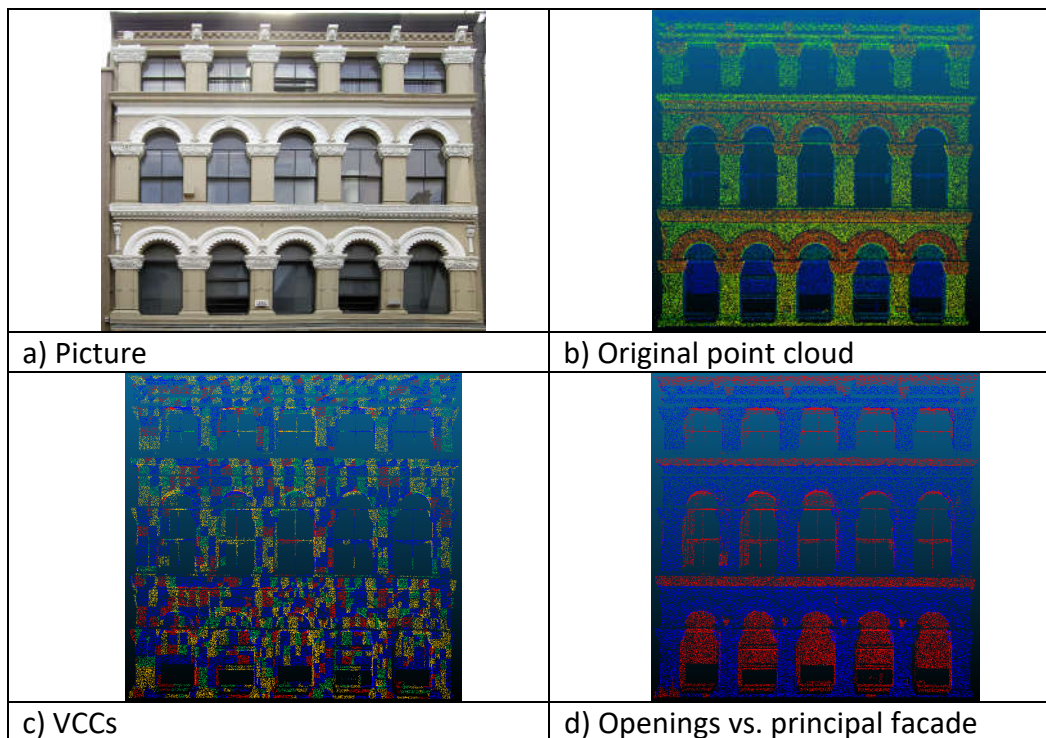 a) Picture
b) Original point cloud
c) VCCs
d) Openings vs. principal facade